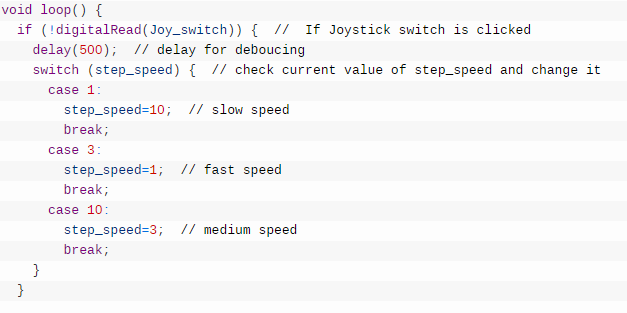 void loop() {
  if (!digitalRead(Joy_switch)) {  //  If Joystick switch is clicked
    delay(500);  // delay for deboucing
    switch (step_speed) {  // check current value of step_speed and change it
      case 1:
        step_speed=10;  // slow speed
        break;
      case 3:
        step_speed=1;  // fast speed
        break;
      case 10:
        step_speed=3;  // medium speed
        break;
    }
  }